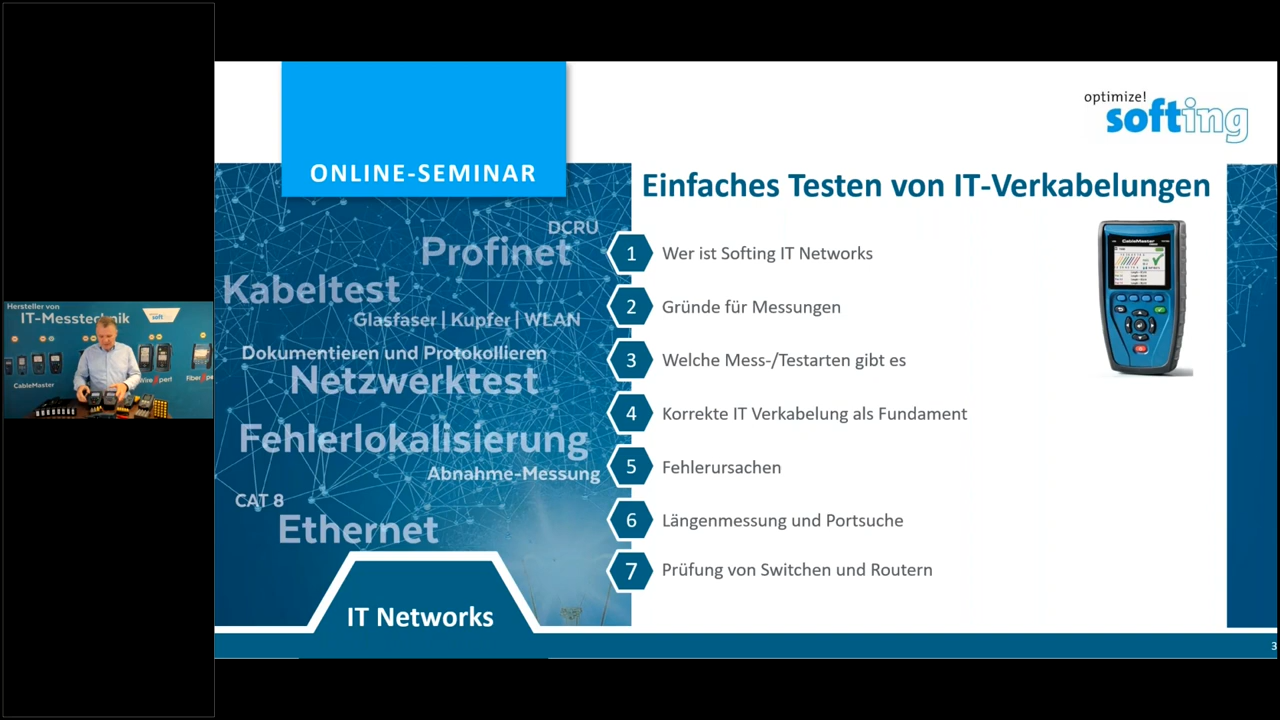 Hersteller von
IT-Messtechnik
CableMaster
ONLINE-SEMINAR
DCRU
Profinet
Kabeltest
Glasfaser | Kupfer | WLAN
Dokumentieren und Protokollieren
Netzwerktest
Fehlerlokalisierung
Abnahme-Messung
CAT 8
Ethernet
IT Networks
optimize!
softing
Einfaches Testen von IT-Verkabelungen
1 Wer ist Softing IT Networks
2 Gründe für Messungen
3 Welche Mess-/Testarten gibt es
4 Korrekte IT Verkabelung als Fundament
5 Fehlerursachen
6 Längenmessung und Portsuche
7 Prüfung von Switchen und Routern
CableMaster
3